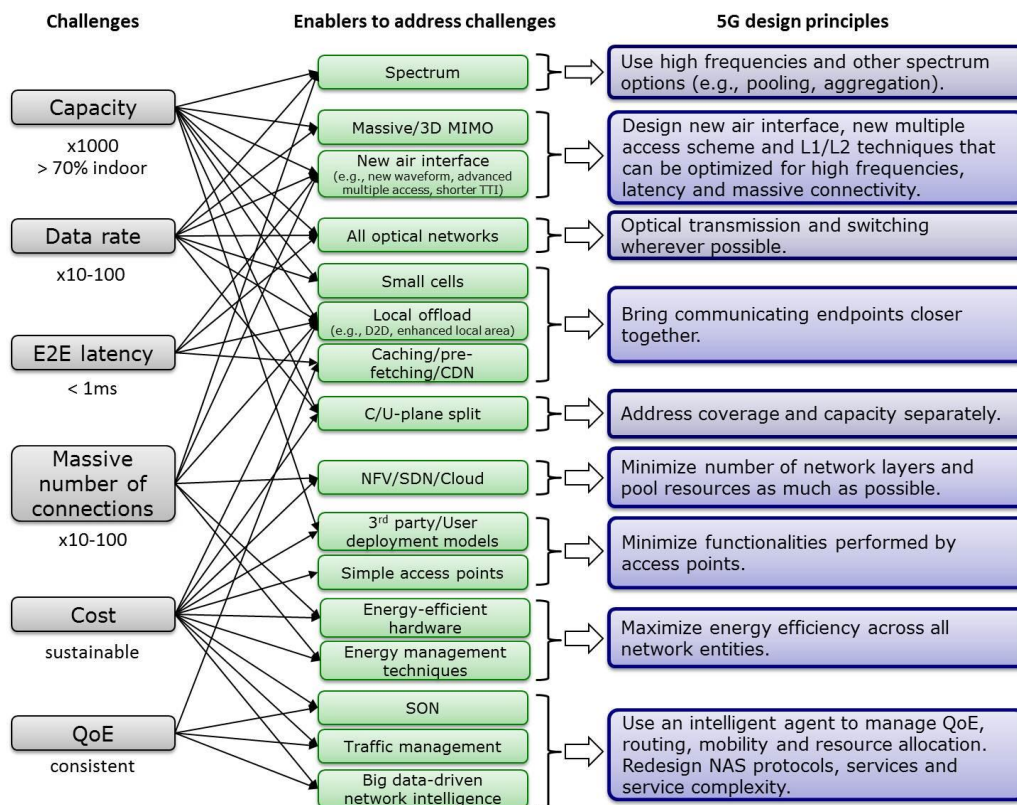 Challenges
Enablers to address challenges
5G design principles
Capacity
x1000
> 70% indoor
Data rate
x10-100
E2E latency
< 1ms
Massive
number of
connections
x10-100
Cost
sustainable
QoE
consistent
Spectrum
Massive/3D MIMO
New air interface
(e.g., new waveform, advanced
multiple access, shorter TTI)
All optical networks
Small cells
Local offload
(e.g., D2D, enhanced local area)
Caching/pre-
fetching/CDN
C/U-plane split
NFV/SDN/Cloud
3rd party/User
deployment models
Simple access points
Energy-efficient
hardware
Energy management
techniques
SON
Traffic management
Big data-driven
network intelligence
Use high frequencies and other spectrum
options (e.g., pooling, aggregation).
Design new air interface, new multiple
access scheme and L1/L2 techniques that
can be optimized for high frequencies,
latency and massive connectivity.
Optical transmission and switching
wherever possible.
Bring communicating endpoints closer
together.
Address coverage and capacity separately.
Minimize number of network layers and
pool resources as much as possible.
Minimize functionalities performed by
access points.
Maximize energy efficiency across all
network entities.
Use an intelligent agent to manage QoE,
routing, mobility and resource allocation.
Redesign NAS protocols, services and
service complexity.